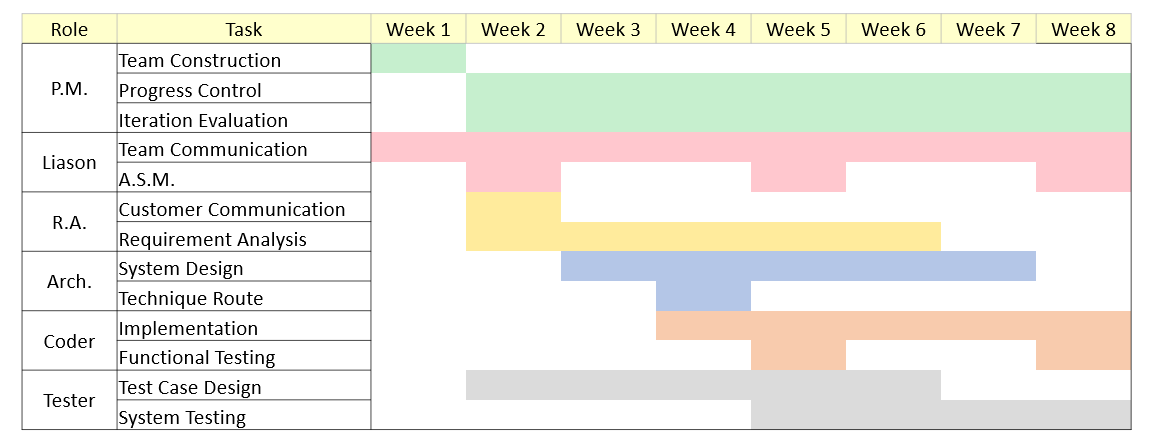 Role Task Week 1 Week 2 Week 3 Week 4 Week 5 Week 6 Week 7 Week 8
P.M.
Team Construction
Progress Control
Iteration Evaluation
Liason
Team Communication
A.S.M.
R.A.
Customer Communication
Requirement Analysis
Arch.
System Design
Technique Route
Coder
Implementation
Functional Testing
Tester
Test Case Design
System Testing